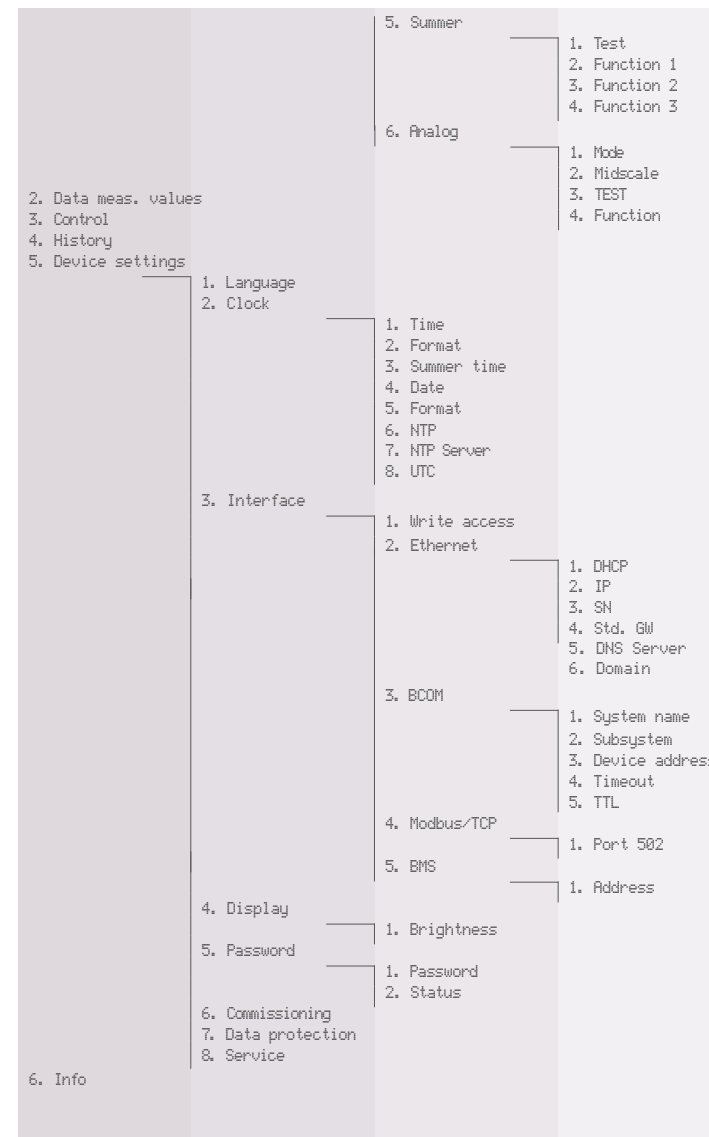 5. Summer
1. Test
2. Function 1
3. Function 2
4. Function 3
6. Analog
1. Mode
2. Midscale
3. TEST
4. Function
2. Data meas. values
3. Control
4. History
5. Device settings
1. Language
2. Clock
1. Time
2. Format
3. Summer time
4. Date
5. Format
6. NTP
7. NTP Server
8. UTC
3. Interface
1. Write access
2. Ethernet
1. DHCP
2. IP
3. SN
4. Std. GW
5. DNS Server
6. Domain
3. BCOM
1. System name
2. Subsystem
3. Device addres
4. Timeout
5. TTL
4. Modbus/TCP
1. Port 502
5. BMS
1. Address
4. Display
1. Brightness
5. Password
1. Password
2. Status
6. Commissioning
7. Data protection
8. Service
6. Info